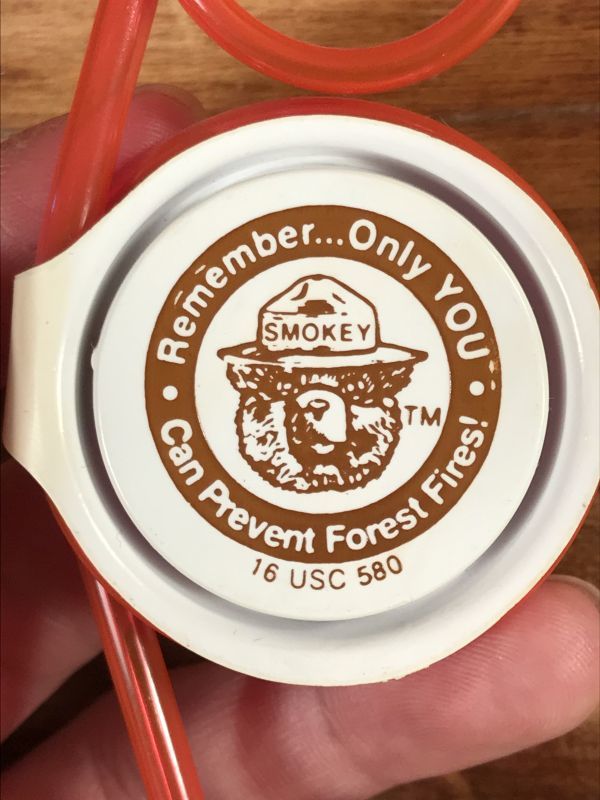 Remember...Only YOU
SMOKEY
TM
Can Prevent Forest Fires!
16 USC 580